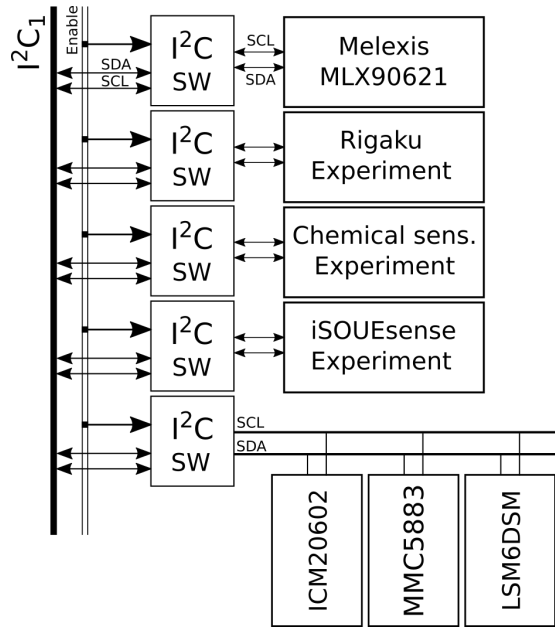 I²C₁
Enable
SDA
SCL
I²C
SW
SCL
SDA
Melexis
MLX90621
I²C
SW
Rigaku
Experiment
I²C
SW
Chemical sens.
Experiment
I²C
SW
iSOUEsense
Experiment
I²C
SW
SCL
SDA
ICM20602
MMC5883
LSM6DSM